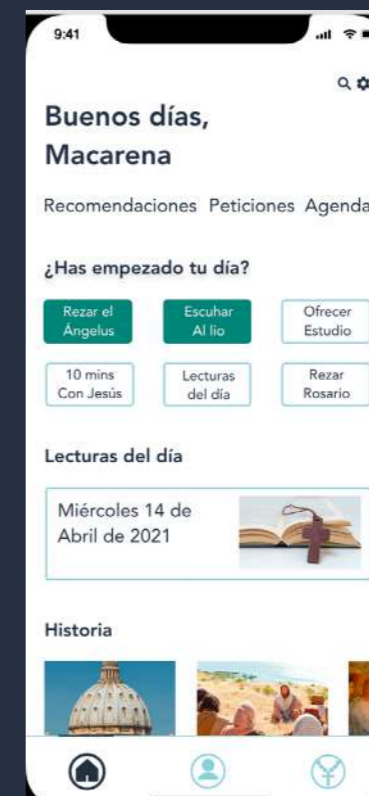 9:41
Buenos días,
Macarena
Recomendaciones Peticiones Agenda
¿Has empezado tu día?
Rezar el
Ángelus
Escuhar
Al lio
Ofrecer
Estudio
10 mins
Con Jesús
Lecturas
del día
Rezar
Rosario
Lecturas del día
Miércoles 14 de
Abril de 2021
Historia